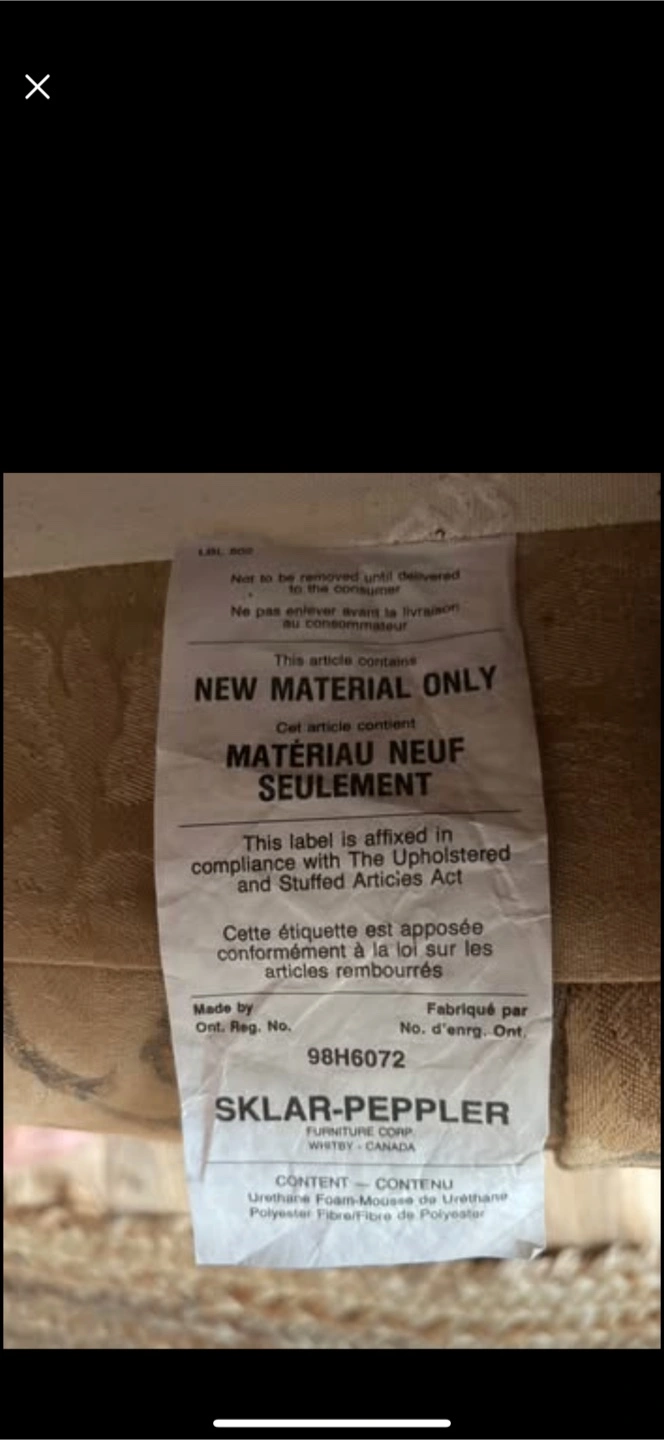 LBL 602
Not to be removed until delivered
to the consumer
Ne pas enlever avant la livraison
au consommateur
This article contains
NEW MATERIAL ONLY
Cet article contient
MATÉRIAU NEUF
SEULEMENT
This label is affixed in
compliance with The Upholstered
and Stuffed Articles Act
Cette étiquette est apposée
conformément à la loi sur les
articles rembourrés
Made by Fabriqué par
Ont. Reg. No. No. d'enrg. Ont.
98H6072
SKLAR-PEPPLER
FURNITURE CORP.
WHITBY - CANADA
CONTENT — CONTENU
Urethane Foam-Mousse de Uréthane
Polyester Fibre/Fibre de Polyester